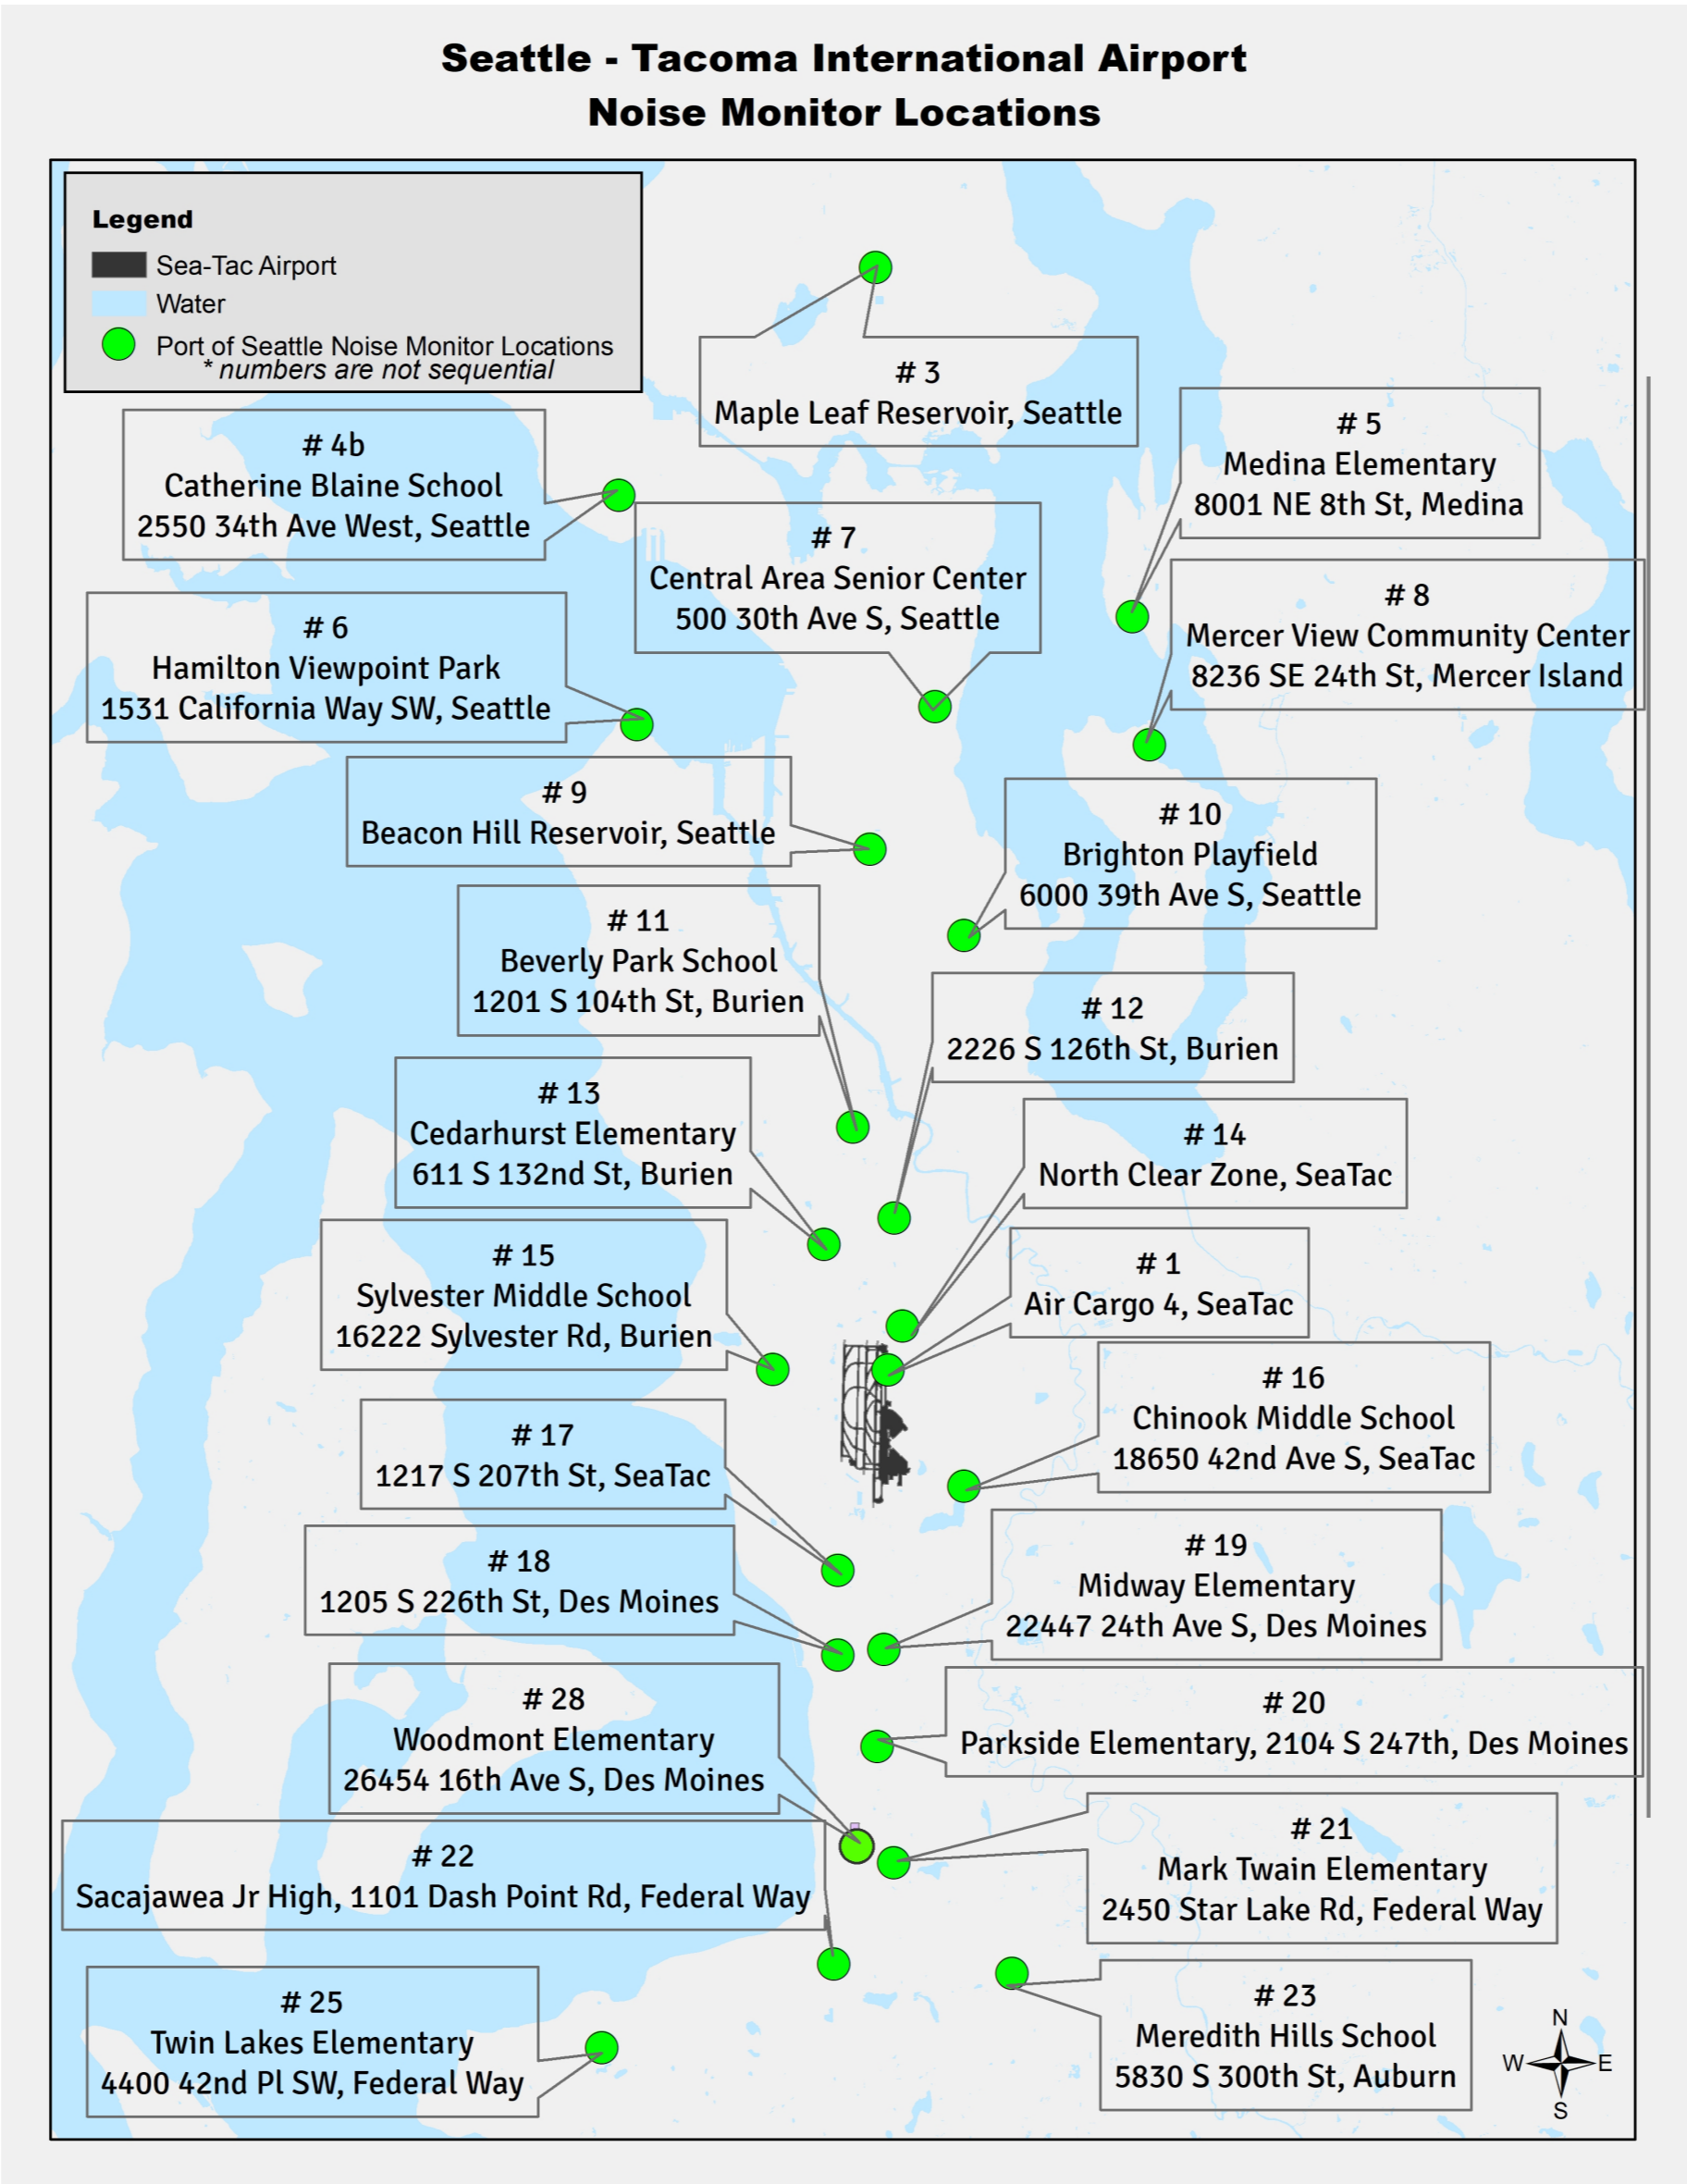 Seattle - Tacoma International Airport
Noise Monitor Locations
Legend
Sea-Tac Airport
Water
Port of Seattle Noise Monitor Locations
* numbers are not sequential
# 3
Maple Leaf Reservoir, Seattle
# 4b
Catherine Blaine School
2550 34th Ave West, Seattle
# 5
Medina Elementary
8001 NE 8th St, Medina
# 7
Central Area Senior Center
500 30th Ave S, Seattle
# 8
Mercer View Community Center
8236 SE 24th St, Mercer Island
# 6
Hamilton Viewpoint Park
1531 California Way SW, Seattle
# 9
Beacon Hill Reservoir, Seattle
# 10
Brighton Playfield
6000 39th Ave S, Seattle
# 11
Beverly Park School
1201 S 104th St, Burien
# 12
2226 S 126th St, Burien
# 13
Cedarhurst Elementary
611 S 132nd St, Burien
# 14
North Clear Zone, SeaTac
# 15
Sylvester Middle School
16222 Sylvester Rd, Burien
# 1
Air Cargo 4, SeaTac
# 16
Chinook Middle School
18650 42nd Ave S, SeaTac
# 17
1217 S 207th St, SeaTac
# 18
1205 S 226th St, Des Moines
# 19
Midway Elementary
22447 24th Ave S, Des Moines
# 28
Woodmont Elementary
26454 16th Ave S, Des Moines
# 20
Parkside Elementary, 2104 S 247th, Des Moines
# 21
Mark Twain Elementary
2450 Star Lake Rd, Federal Way
# 22
Sacajawea Jr High, 1101 Dash Point Rd, Federal Way
# 25
Twin Lakes Elementary
4400 42nd Pl SW, Federal Way
# 23
Meredith Hills School
5830 S 300th St, Auburn
N
W E
S